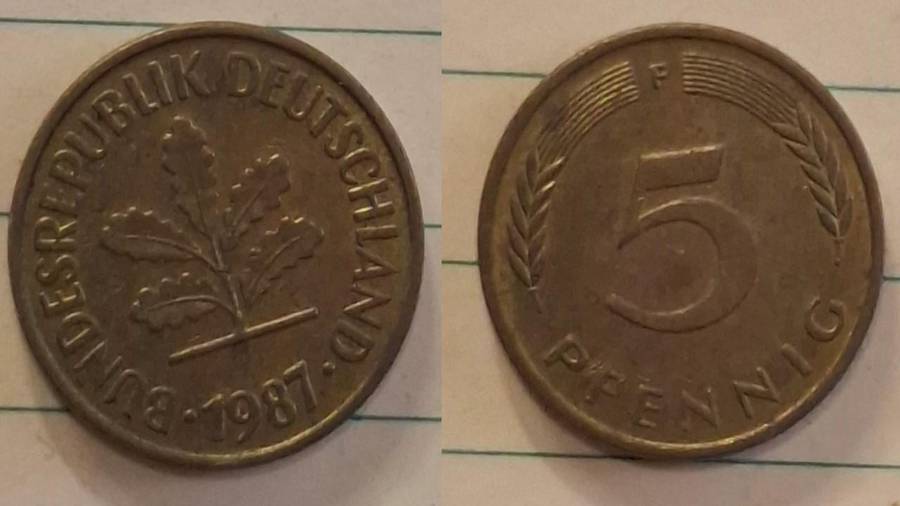 BUNDESREPUBLIK DEUTSCHLAND
· 1987 ·
F
5
PFENNIG